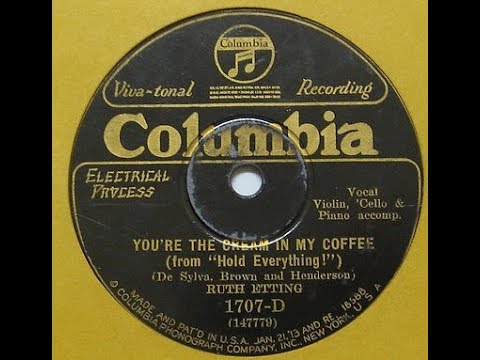 Columbia
Viva-tonal Recording
Columbia
ELECTRICAL
PROCESS
Vocal
Violin, 'Cello &
Piano accomp.
YOU'RE THE CREAM IN MY COFFEE
(from "Hold Everything!")
(De Sylva, Brown and Henderson)
RUTH ETTING
1707-D
(147779)
MADE AND PAT'D IN U.S.A. JAN. 21, '13 AND RE. 18588
© COLUMBIA PHONOGRAPH COMPANY, INC., NEW YORK, U S A